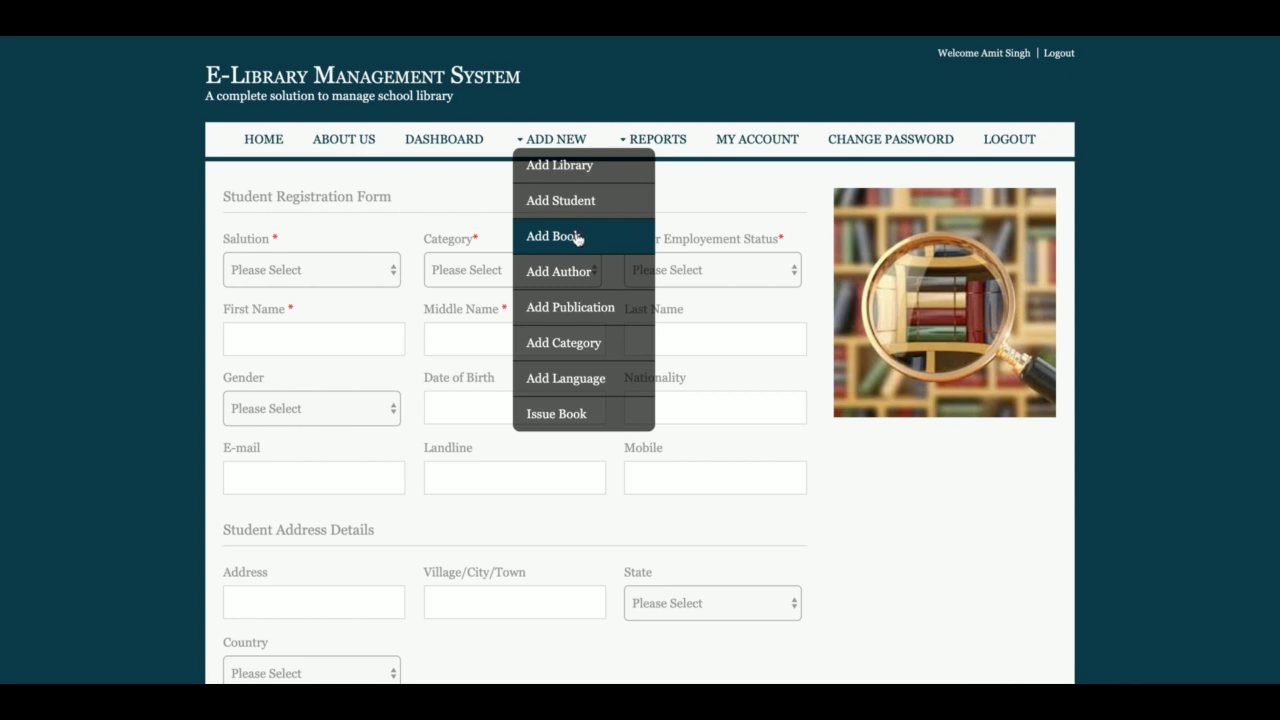 Welcome Amit Singh | Logout
E-Library Management System
A complete solution to manage school library
HOME ABOUT US DASHBOARD ADD NEW REPORTS MY ACCOUNT CHANGE PASSWORD LOGOUT
Add Library
Add Student
Add Book
Add Author
Add Publication
Add Category
Add Language
Issue Book
Student Registration Form
Salution * Category* r Employement Status*
Please Select Please Select Please Select
First Name * Middle Name * Last Name
Gender Date of Birth Nationality
Please Select
E-mail Landline Mobile
Student Address Details
Address Village/City/Town State
Please Select
Country
Please Select